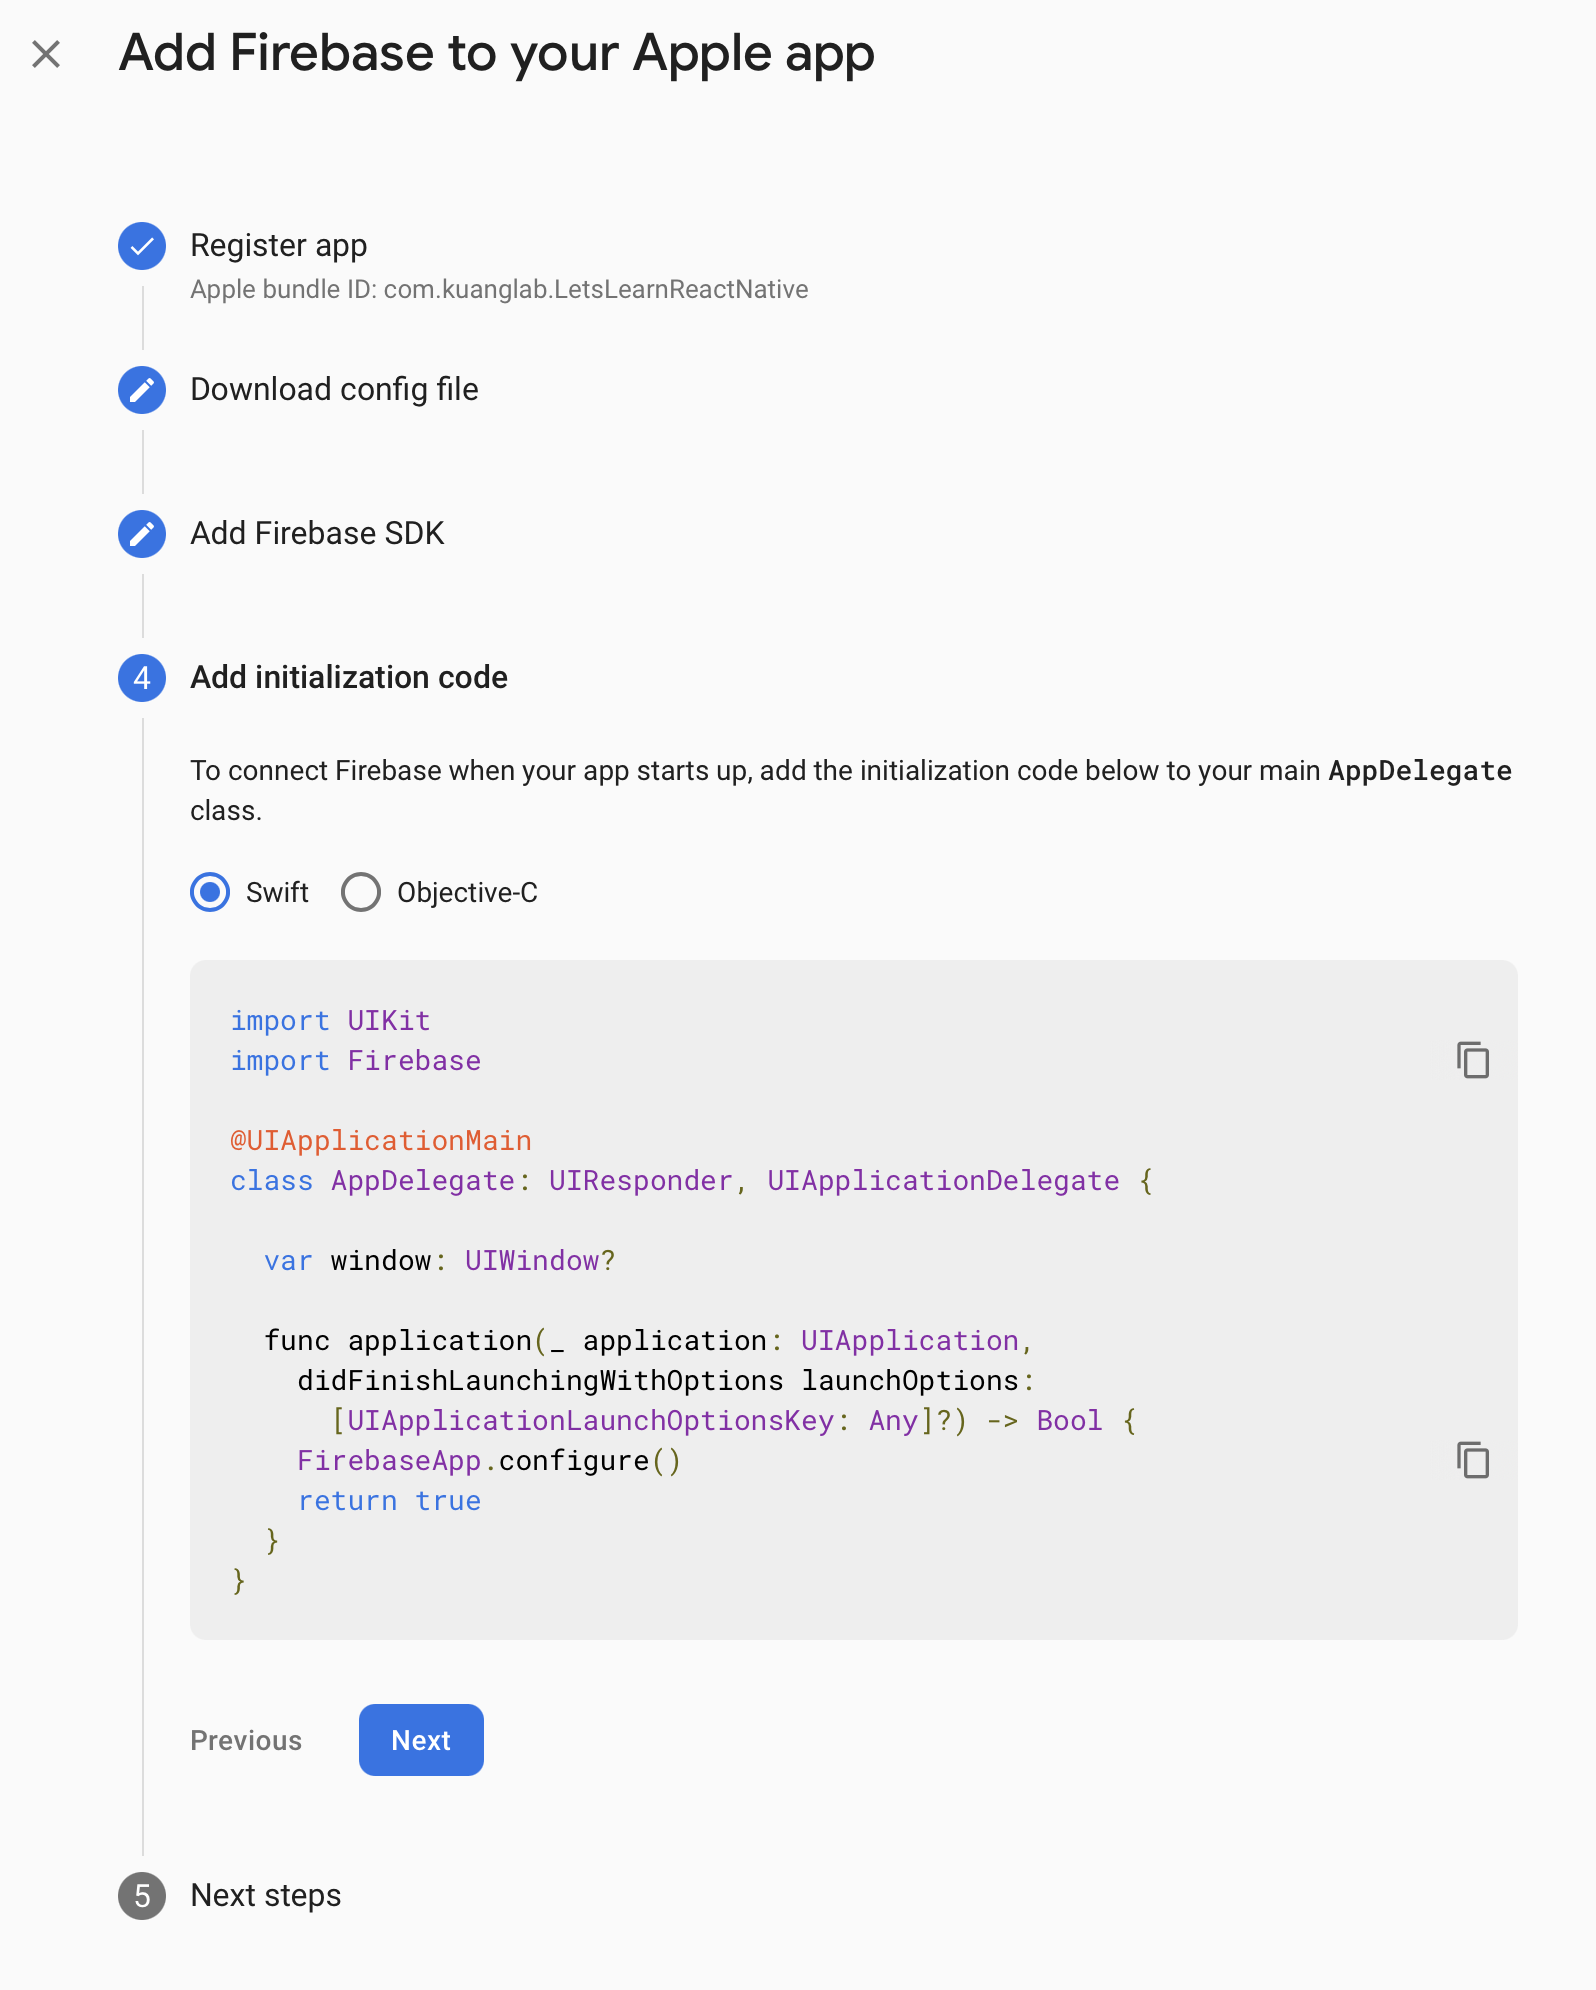 Add Firebase to your Apple app
Register app
Apple bundle ID: com.kuanglab.LetsLearnReactNative
Download config file
Add Firebase SDK
4 Add initialization code
To connect Firebase when your app starts up, add the initialization code below to your main AppDelegate
class.
Swift Objective-C
import UIKit
import Firebase
@UIApplicationMain
class AppDelegate: UIResponder, UIApplicationDelegate {
  var window: UIWindow?
  func application(_ application: UIApplication,
    didFinishLaunchingWithOptions launchOptions:
      [UIApplicationLaunchOptionsKey: Any]?) -> Bool {
    FirebaseApp.configure()
    return true
  }
}
Previous Next
5 Next steps